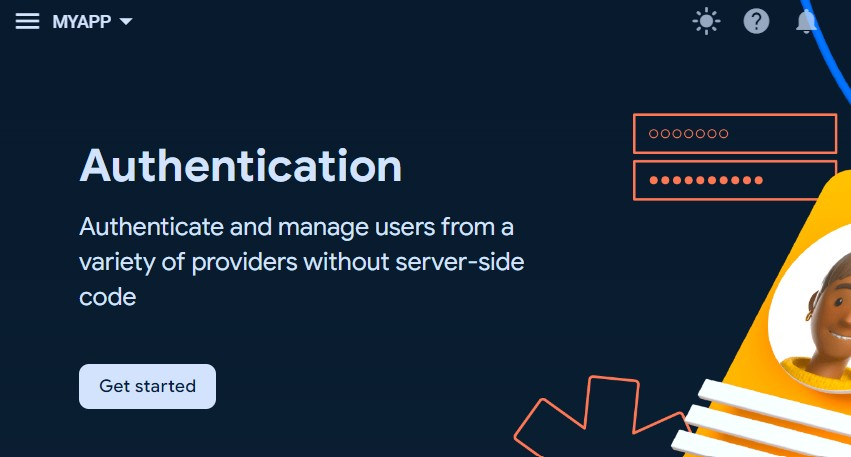 MYAPP
Authentication
Authenticate and manage users from a
variety of providers without server-side
code
Get started